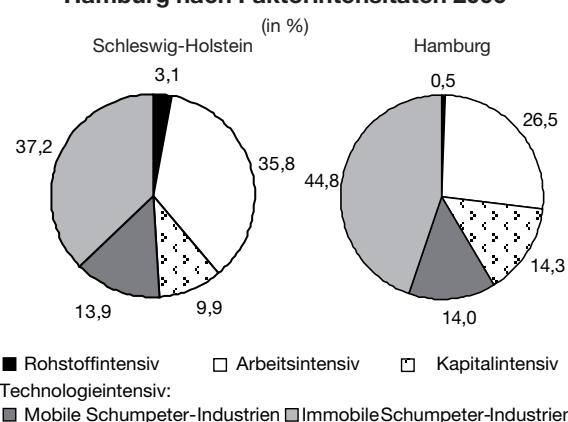 Hamburg nach Faktorintensitäten
(in %)
Schleswig-Holstein Hamburg
3,1 0,5
26,5
37,2 35,8 44,8
14,3
13,9 9,9 14,0
Rohstoffintensiv Arbeitsintensiv Kapitalintensiv
Technologieintensiv:
Mobile Schumpeter-Industrien Immobile Schumpeter-Industrien